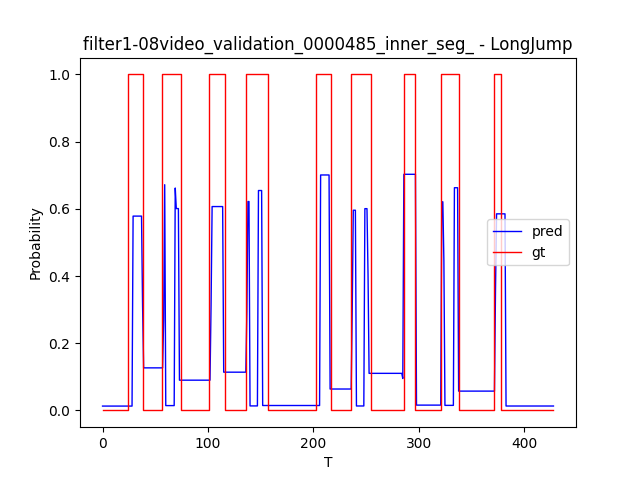 filter1-08video_validation_0000485_inner_seg_ - LongJump
1.0
0.8
0.6
0.4
0.2
0.0
Probability
pred
gt
0
100
200
300
400
T